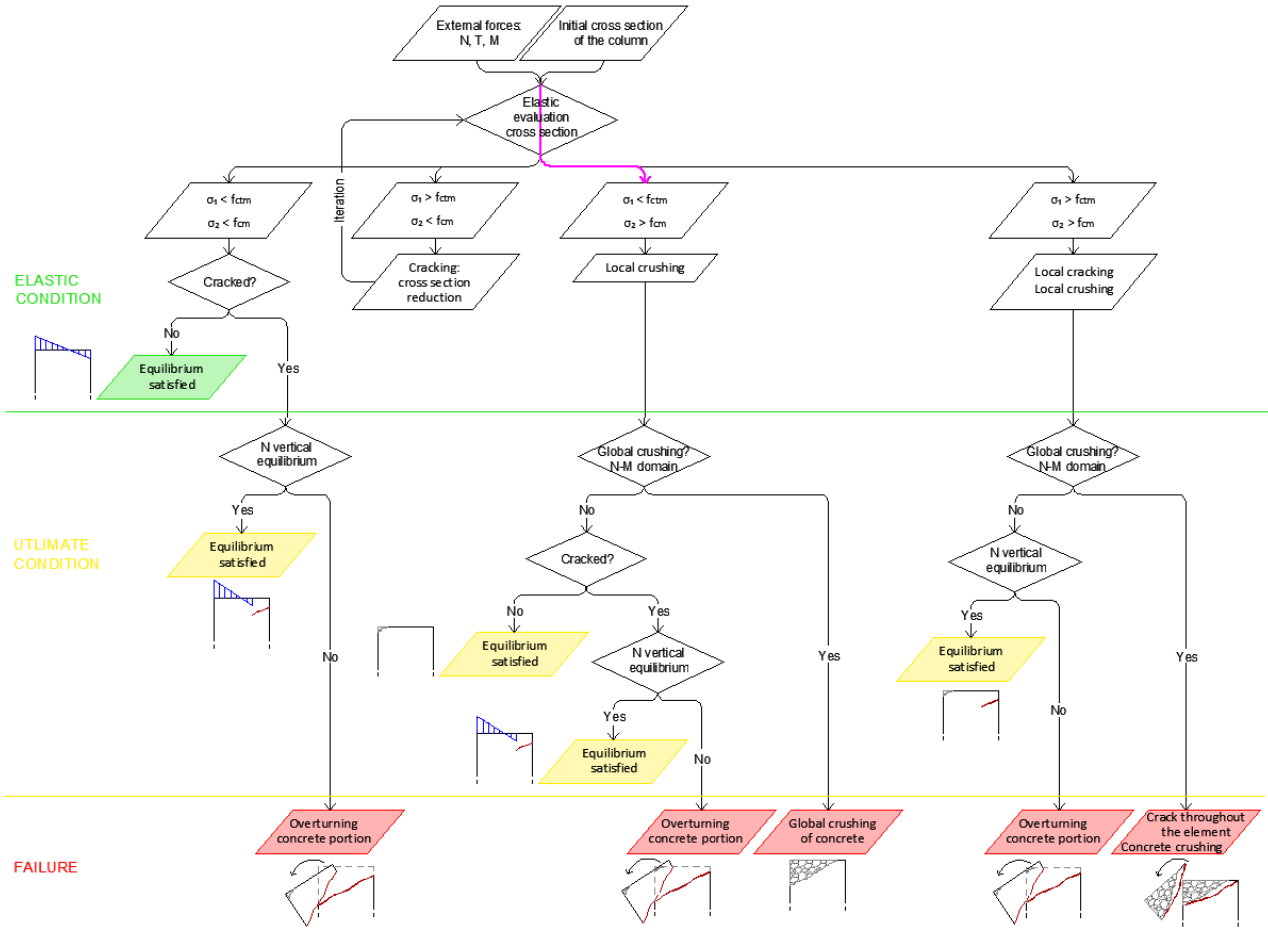 External forces:
N, T, M
Initial cross section
of the column
Elastic
evaluation
cross section
Iteration
σ₁ < fctm
σ₂ < fcm
σ₁ > fctm
σ₂ < fcm
σ₁ < fctm
σ₂ > fcm
σ₁ > fctm
σ₂ > fcm
ELASTIC
CONDITION
Cracked?
Cracking:
cross section
reduction
Local crushing
Local cracking
Local crushing
No
Yes
Equilibrium
satisfied
N vertical
equilibrium
Global crushing?
N-M domain
Global crushing?
N-M domain
UTLIMATE
CONDITION
Yes
No
Equilibrium
satisfied
No
Yes
Cracked?
No
Yes
Equilibrium
satisfied
N vertical
equilibrium
Yes
No
Equilibrium
satisfied
No
Yes
N vertical
equilibrium
Yes
No
Equilibrium
satisfied
FAILURE
Overturning
concrete portion
Overturning
concrete portion
Global crushing
of concrete
Overturning
concrete portion
Crack throughout
the element
Concrete crushing